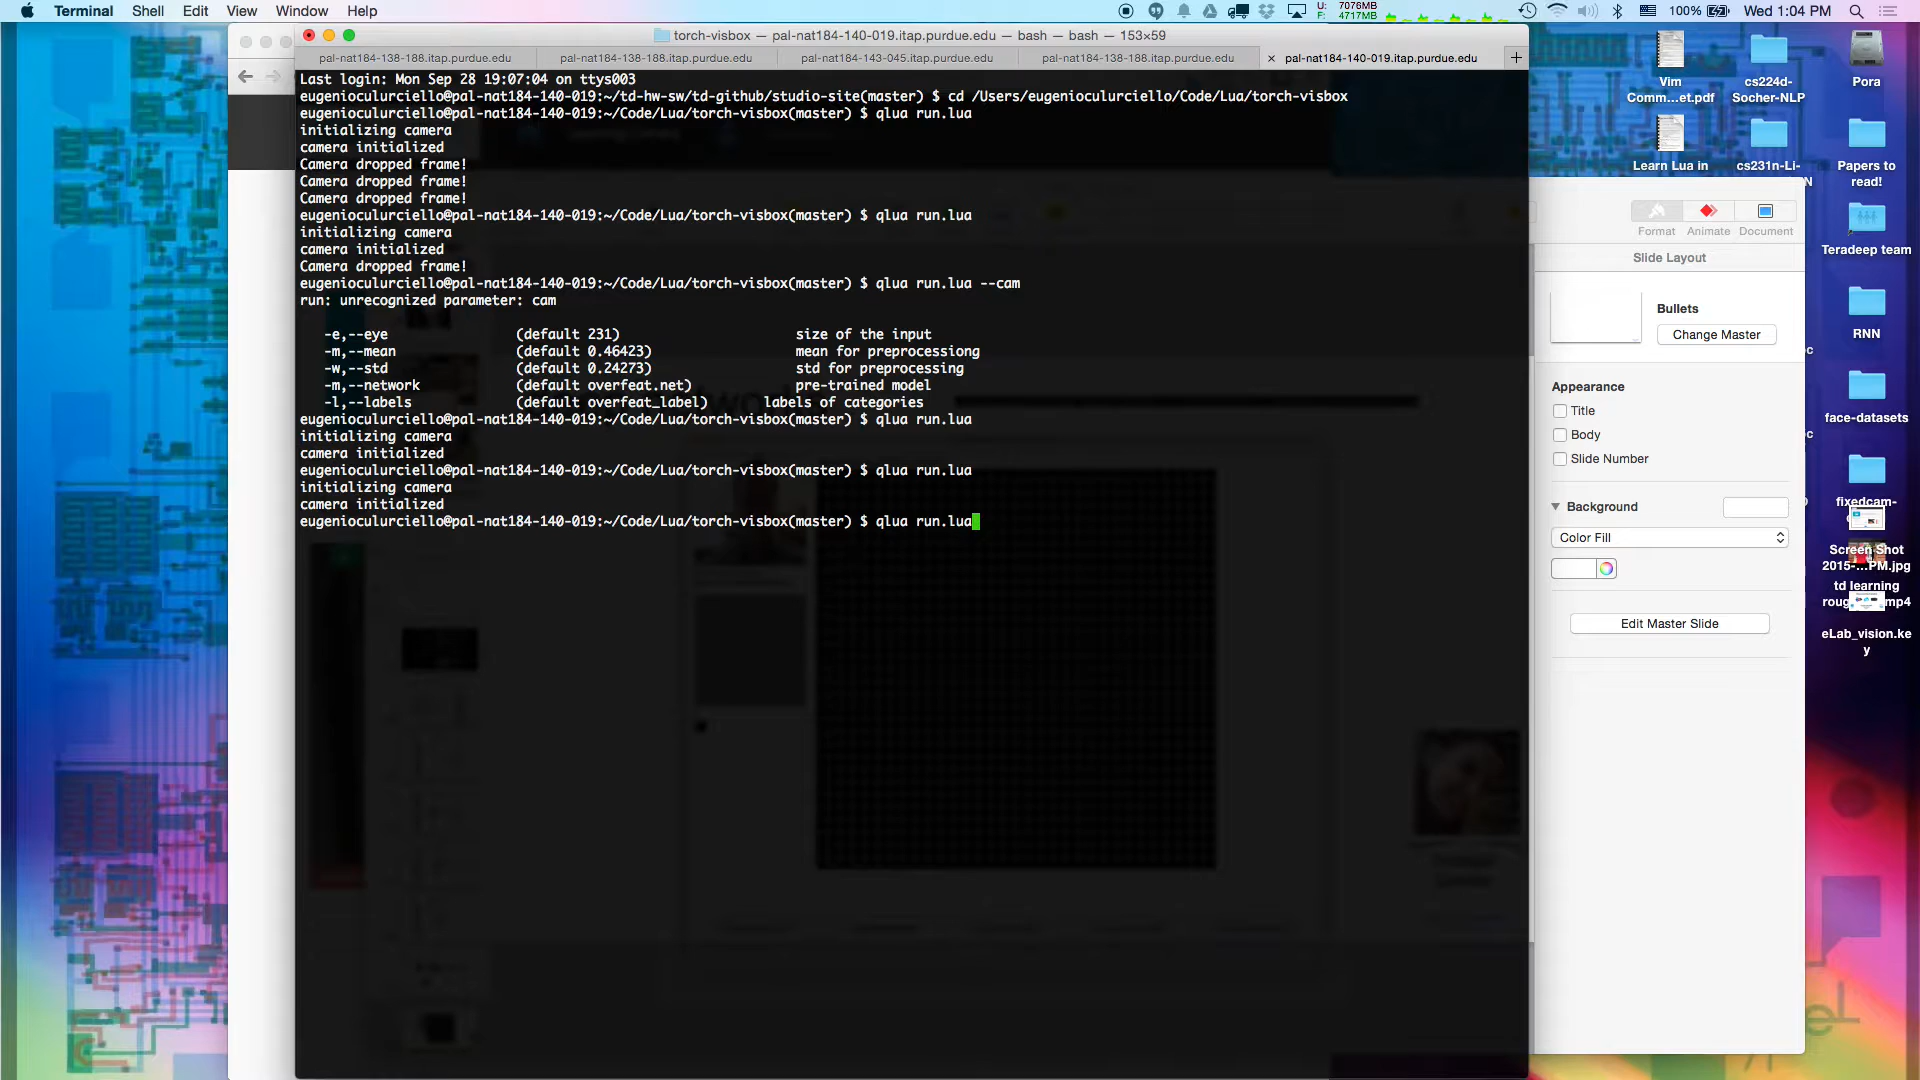 Terminal Shell Edit View Window Help
U: 7076MB
F: 4717MB
100% Wed 1:04 PM
torch-visbox — pal-nat184-140-019.itap.purdue.edu — bash — bash — 153×59
pal-nat184-138-188.itap.purdue.edu pal-nat184-138-188.itap.purdue.edu pal-nat184-143-045.itap.purdue.edu pal-nat184-138-188.itap.purdue.edu × pal-nat184-140-019.itap.purdue.edu +
Last login: Mon Sep 28 19:07:04 on ttys003
eugenioculurciello@pal-nat184-140-019:~/td-hw-sw/td-github/studio-site(master) $ cd /Users/eugenioculurciello/Code/Lua/torch-visbox
eugenioculurciello@pal-nat184-140-019:~/Code/Lua/torch-visbox(master) $ qlua run.lua
initializing camera
camera initialized
Camera dropped frame!
Camera dropped frame!
Camera dropped frame!
eugenioculurciello@pal-nat184-140-019:~/Code/Lua/torch-visbox(master) $ qlua run.lua
initializing camera
camera initialized
Camera dropped frame!
eugenioculurciello@pal-nat184-140-019:~/Code/Lua/torch-visbox(master) $ qlua run.lua --cam
run: unrecognized parameter: cam
-e,--eye (default 231) size of the input
-m,--mean (default 0.46423) mean for preprocessiong
-w,--std (default 0.24273) std for preprocessing
-m,--network (default overfeat.net) pre-trained model
-l,--labels (default overfeat_label) labels of categories
eugenioculurciello@pal-nat184-140-019:~/Code/Lua/torch-visbox(master) $ qlua run.lua
initializing camera
camera initialized
eugenioculurciello@pal-nat184-140-019:~/Code/Lua/torch-visbox(master) $ qlua run.lua
initializing camera
camera initialized
eugenioculurciello@pal-nat184-140-019:~/Code/Lua/torch-visbox(master) $ qlua run.lua
Format Animate Document
Slide Layout
Bullets
Change Master
Appearance
Title
Body
Slide Number
Background
Color Fill
Edit Master Slide
Vim
Comm...et.pdf
cs224d-
Socher-NLP
Pora
Learn Lua in
cs231n-Li-
Papers to
read!
Teradeep team
RNN
face-datasets
fixedcam-
Screen Shot
2015-...PM.jpg
td learning
roug mp4
eLab_vision.ke
y